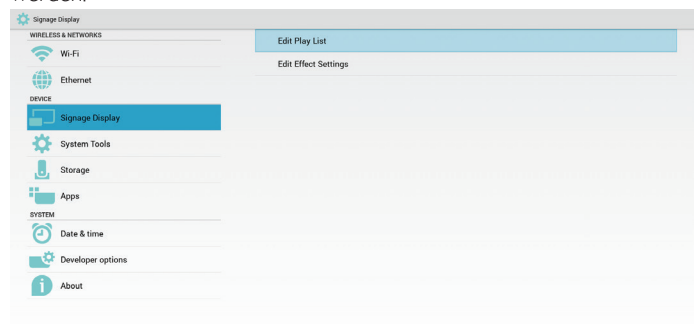 werden.
Signage Display
WIRELESS & NETWORKS
Wi-Fi
Ethernet
DEVICE
Signage Display
System Tools
Storage
Apps
SYSTEM
Date & time
Developer options
About
Edit Play List
Edit Effect Settings